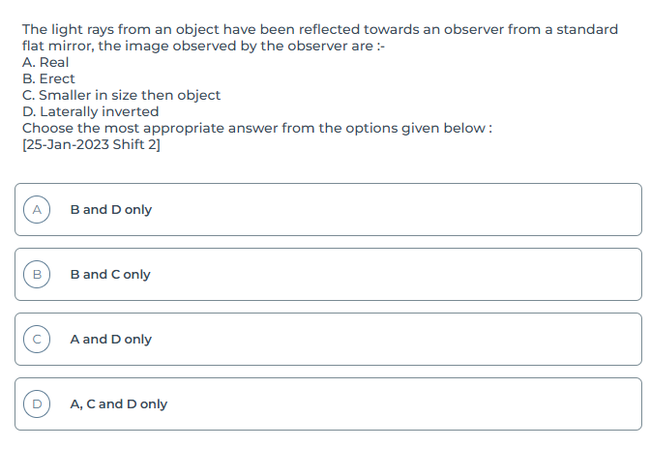 The light rays from an object have been reflected towards an observer from a standard
flat mirror, the image observed by the observer are :-
A. Real
B. Erect
C. Smaller in size then object
D. Laterally inverted
Choose the most appropriate answer from the options given below :
[25-Jan-2023 Shift 2]
A B and D only
B B and C only
C A and D only
D A, C and D only